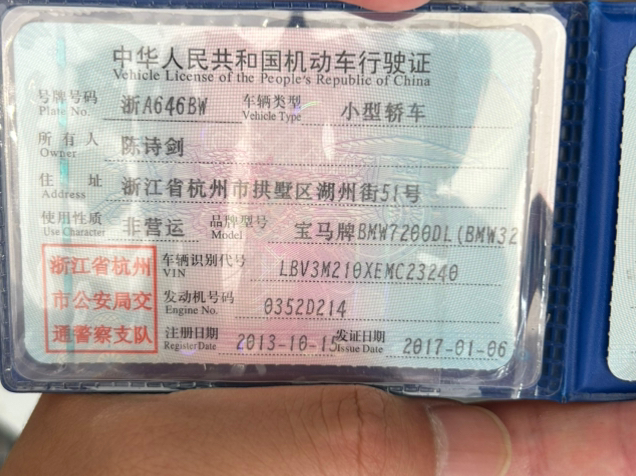 中华人民共和国机动车行驶证
Vehicle License of the People's Republic of China
号牌号码 浙A646BW 车辆类型 小型轿车
Plate No. Vehicle Type
所有人 陈诗剑
Owner
住址 浙江省杭州市拱墅区湖州街51号
Address
使用性质 非营运 品牌型号 宝马牌BMW7200DL(BMW32
Use Character Model
浙江省杭州 车辆识别代号 LBV3M210XEMC23240
VIN
市公安局交 发动机号码 0352D214
Engine No.
通警察支队 注册日期 2013-10-15 发证日期 2017-01-06
Register Date Issue Date